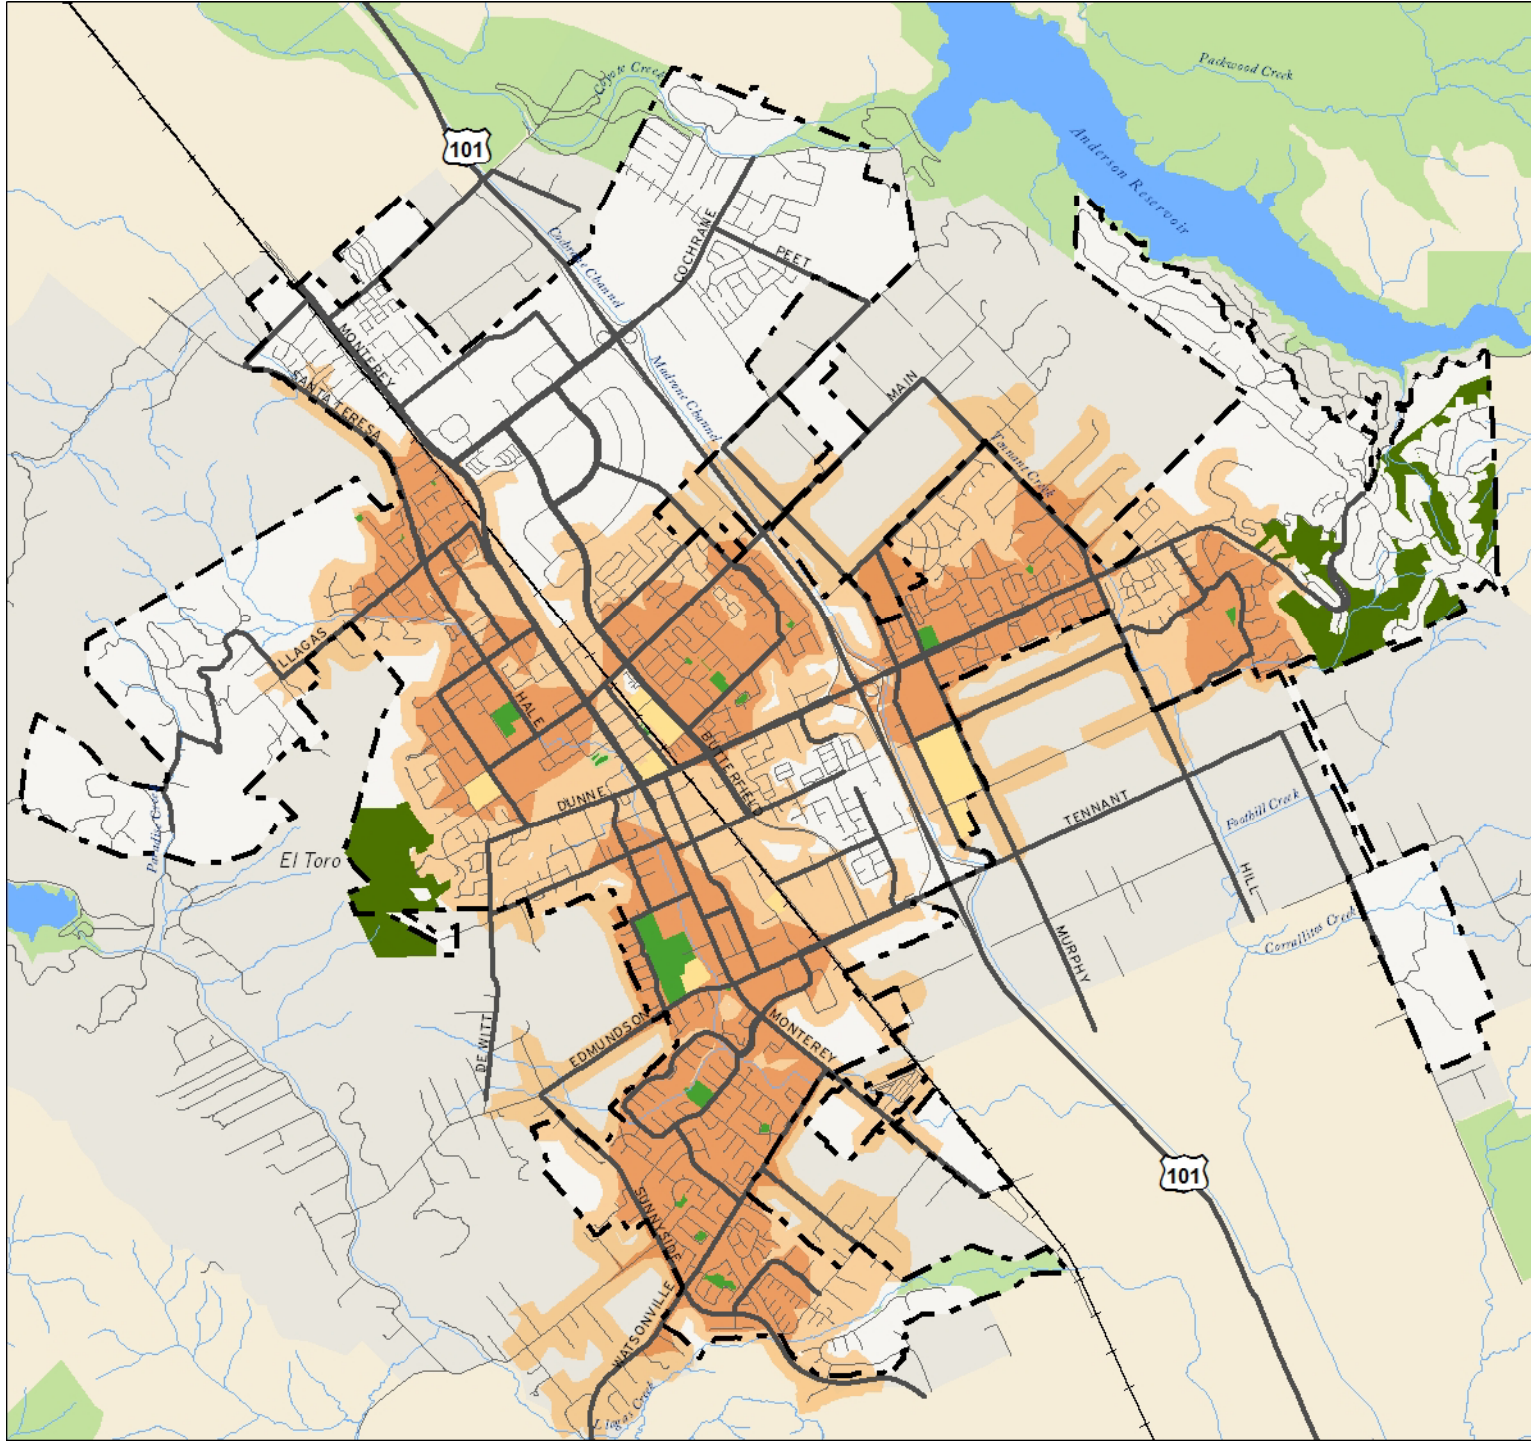 Packwood Creek
Coyote Creek
101
Anderson Reservoir
COCHRANE
PEET
Cochrane Channel
MONTEREY
Madrone Channel
SANTA TERESA
MAIN
Tennant Creek
LLAGAS
HALE
BUTTERFIELD
DUNNE
TENNANT
Foothill Creek
Paradise Creek
El Toro
HILL
Corrallitos Creek
MURPHY
DE WITT
EDMUNDSON
MONTEREY
101
SUNNYSIDE
WATSONVILLE
Llagas Creek